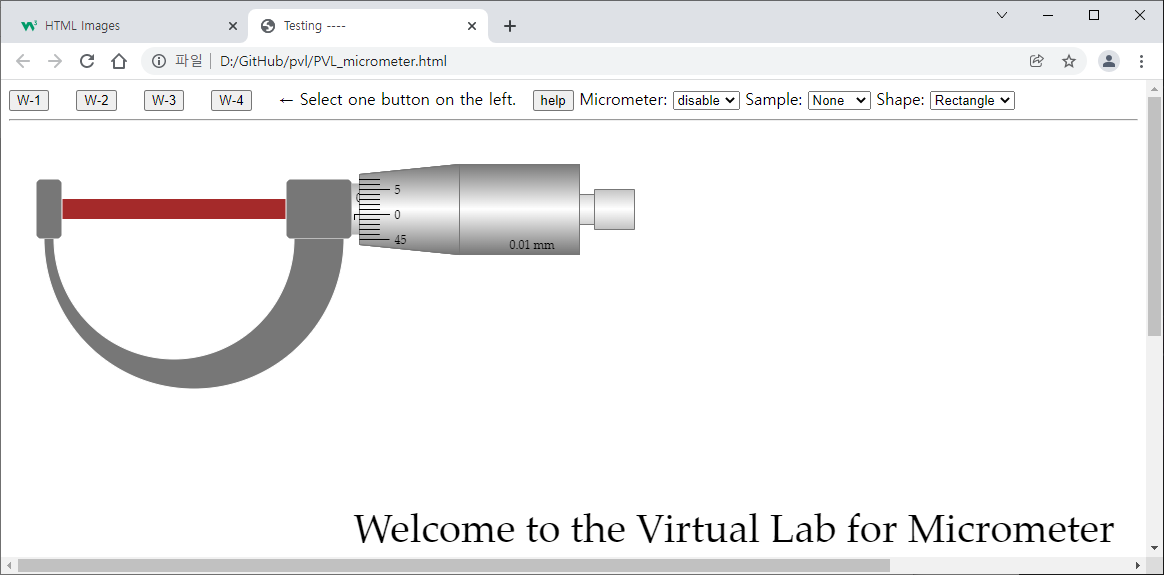 HTML Images
Testing ----
파일 D:/GitHub/pvl/PVL_micrometer.html
W-1 W-2 W-3 W-4 ← Select one button on the left. help Micrometer: disable Sample: None Shape: Rectangle
5
0
0
45
0.01 mm
Welcome to the Virtual Lab for Micrometer